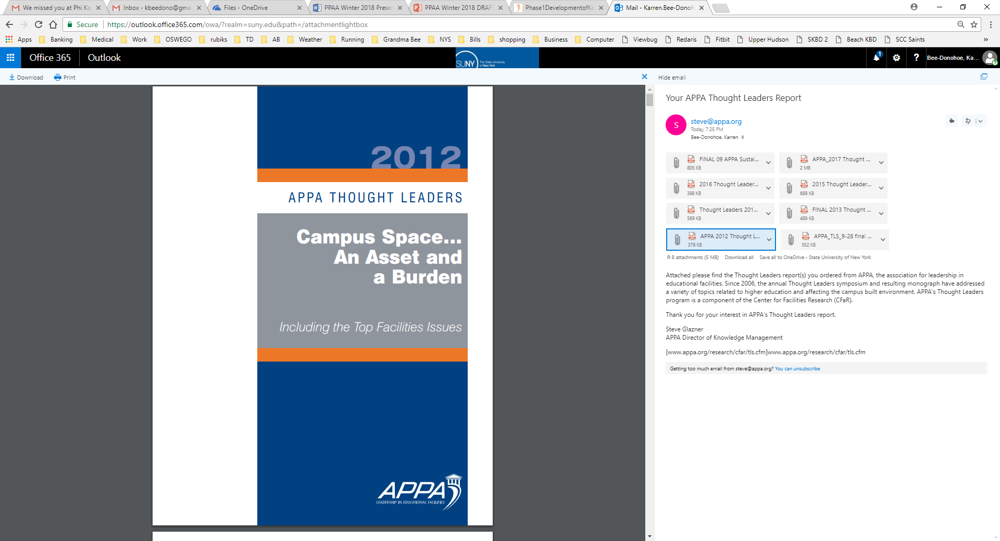 We missed you at Phi Ka
Inbox - kbeedono@gma
Files - OneDrive
PPAA Winter 2018 Presen
PPAA Winter 2018 DRAFT
Phase1DevelopmentofKe
Mail - Karren.Bee-Donoh
Secure
https://outlook.office365.com/owa/?realm=suny.edu&path=/attachmentlightbox
Apps Banking Medical Work OSWEGO rubiks TD AB Weather Running Grandma Bee NYS Bills shopping Business Computer Viewbug Redaris Fitbit Upper Hudson SKBD 2 Beach KBD SCC Saints »
Office 365 Outlook
SUNY The State University
of New York
1
?
Bee-Donohoe, Ka...
Download Print
Hide email
2012
APPA THOUGHT LEADERS
Campus Space...
An Asset and
a Burden
Including the Top Facilities Issues
APPA
LEADERSHIP IN EDUCATIONAL FACILITIES
Your APPA Thought Leaders Report
S
steve@appa.org
Today, 7:25 PM
Bee-Donohoe, Karren
FINAL 09 APPA Sustai...
805 KB
APPA_2017 Thought ...
2 MB
2016 Thought Leader...
398 KB
2015 Thought Leader...
689 KB
Thought Leaders 201...
569 KB
FINAL 2013 Thought ...
489 KB
APPA 2012 Thought L...
379 KB
APPA_TLS_9-28 final ...
552 KB
8 attachments (5 MB) Download all Save all to OneDrive - State University of New York
Attached please find the Thought Leaders report(s) you ordered from APPA, the association for leadership in
educational facilities. Since 2006, the annual Thought Leaders symposium and resulting monograph have addressed
a variety of topics related to higher education and affecting the campus built environment. APPA's Thought Leaders
program is a component of the Center for Facilities Research (CFaR).
Thank you for your interest in APPA's Thought Leaders report.
Steve Glazner
APPA Director of Knowledge Management
[www.appa.org/research/cfar/tls.cfm]www.appa.org/research/cfar/tls.cfm
Getting too much email from steve@appa.org? You can unsubscribe